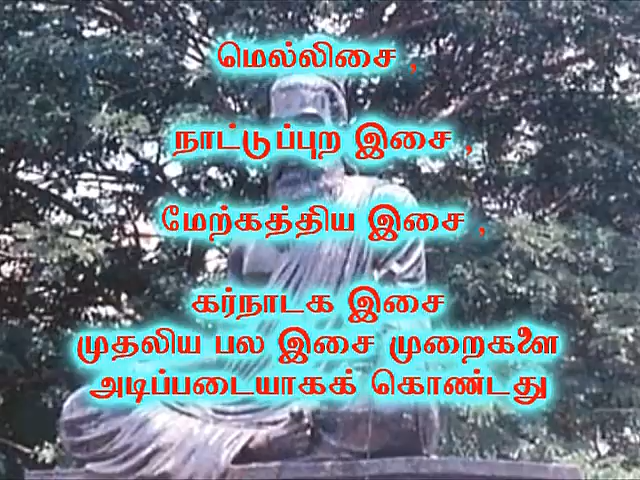 மெல்லிசை ,
நாட்டுப்புற இசை ,
மேற்கத்திய இசை ,
கர்நாடக இசை
முதலிய பல இசை முறைகளை
அடிப்படையாகக் கொண்டது